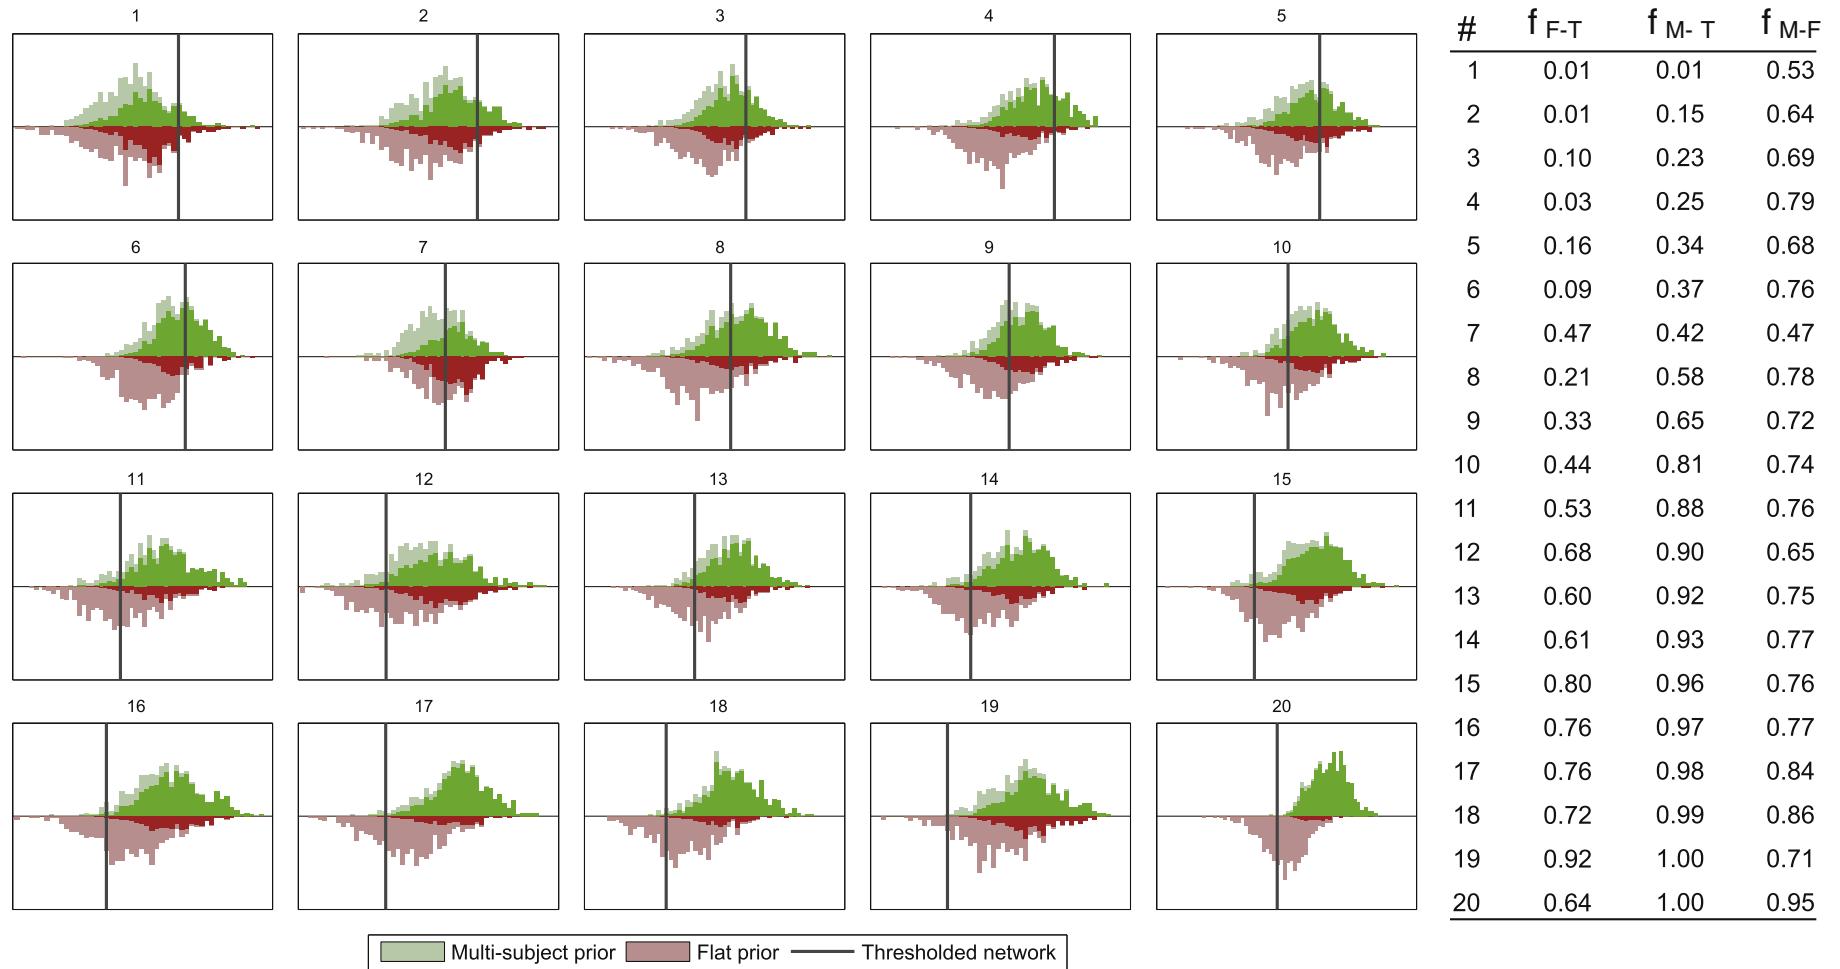 1 2 3 4 5
6 7 8 9 10
11 12 13 14 15
16 17 18 19 20
Multi-subject prior Flat prior Thresholded network
# f F-T f M- T f M-F
1 0.01 0.01 0.53
2 0.01 0.15 0.64
3 0.10 0.23 0.69
4 0.03 0.25 0.79
5 0.16 0.34 0.68
6 0.09 0.37 0.76
7 0.47 0.42 0.47
8 0.21 0.58 0.78
9 0.33 0.65 0.72
10 0.44 0.81 0.74
11 0.53 0.88 0.76
12 0.68 0.90 0.65
13 0.60 0.92 0.75
14 0.61 0.93 0.77
15 0.80 0.96 0.76
16 0.76 0.97 0.77
17 0.76 0.98 0.84
18 0.72 0.99 0.86
19 0.92 1.00 0.71
20 0.64 1.00 0.95